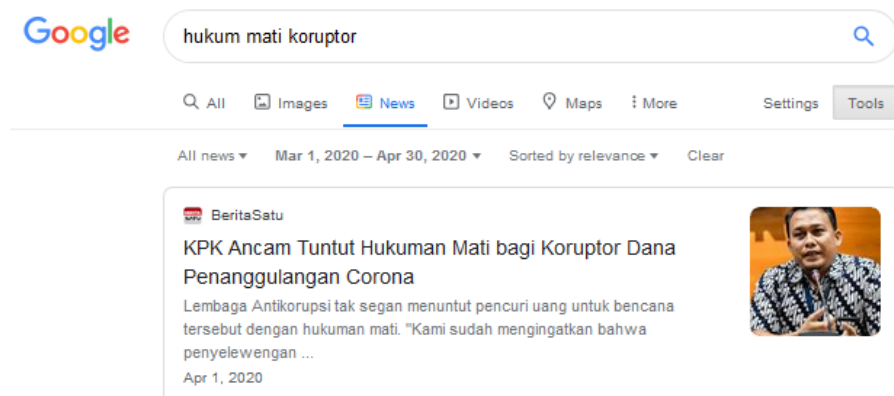 Google
hukum mati koruptor
All Images News Videos Maps More Settings Tools
All news Mar 1, 2020 – Apr 30, 2020 Sorted by relevance Clear
BeritaSatu
KPK Ancam Tuntut Hukuman Mati bagi Koruptor Dana
Penanggulangan Corona
Lembaga Antikorupsi tak segan menuntut pencuri uang untuk bencana
tersebut dengan hukuman mati. "Kami sudah mengingatkan bahwa
penyelewengan ...
Apr 1, 2020